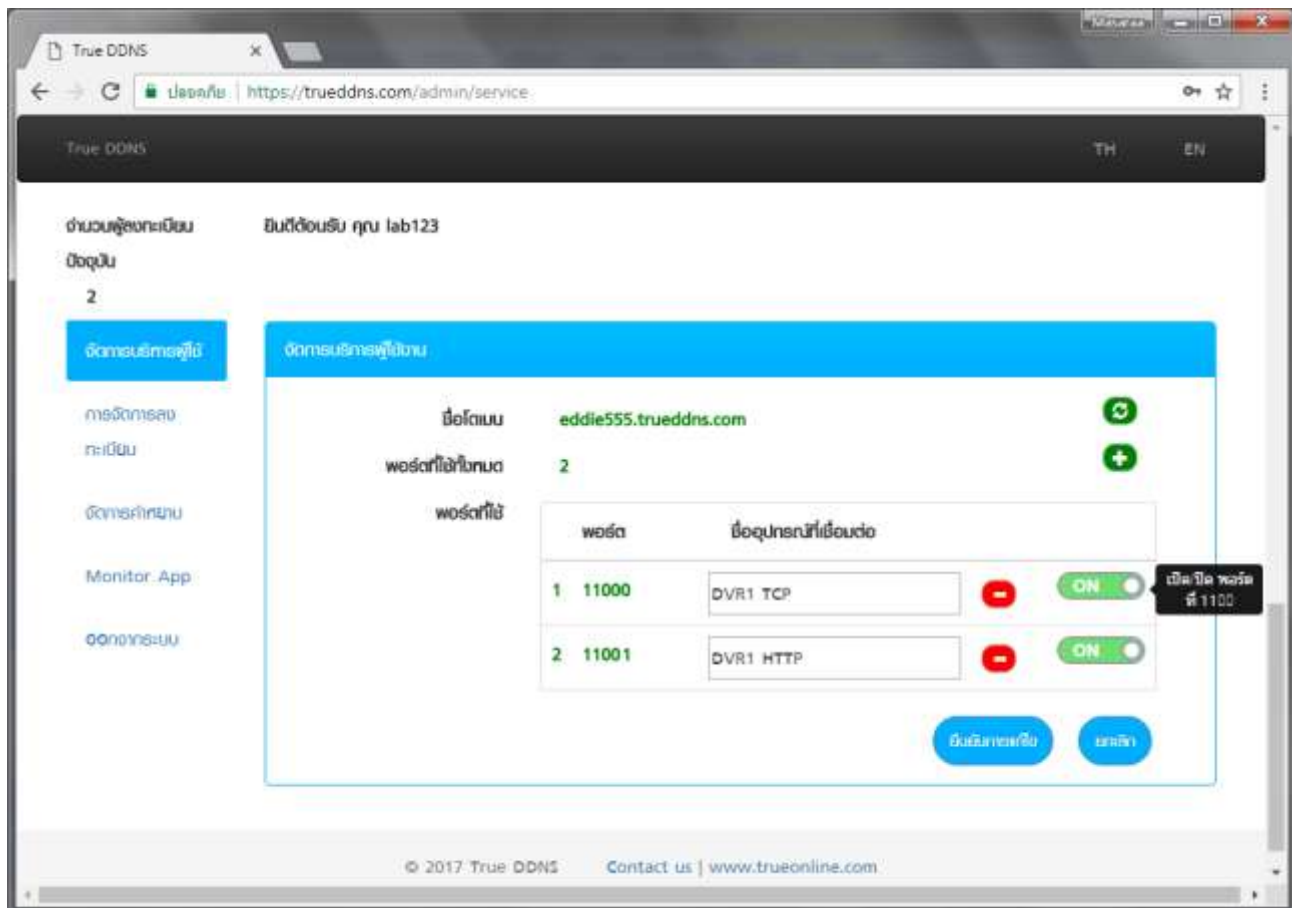 True DDNS
ปลอดภัย https://trueddns.com/admin/service
True DDNS TH EN
จำนวนผู้ลงทะเบียน
ปัจจุบัน
2
ยินดีต้อนรับ คุณ lab123
จัดการบริการผู้ใช้
การจัดการลง
ทะเบียน
จัดการคำถาม
Monitor App
ออกจากระบบ
จัดการบริการผู้ใช้งาน
ชื่อโดเมน eddie555.trueddns.com
พอร์ตที่ใช้ทั้งหมด 2
พอร์ตที่ใช้
พอร์ต ชื่ออุปกรณ์ที่เชื่อมต่อ
1 11000 DVR1 TCP ON
เปิด/ปิด พอร์ต
ที่ 1100
2 11001 DVR1 HTTP ON
ยืนยันการแก้ไข ยกเลิก
© 2017 True DDNS Contact us | www.trueonline.com